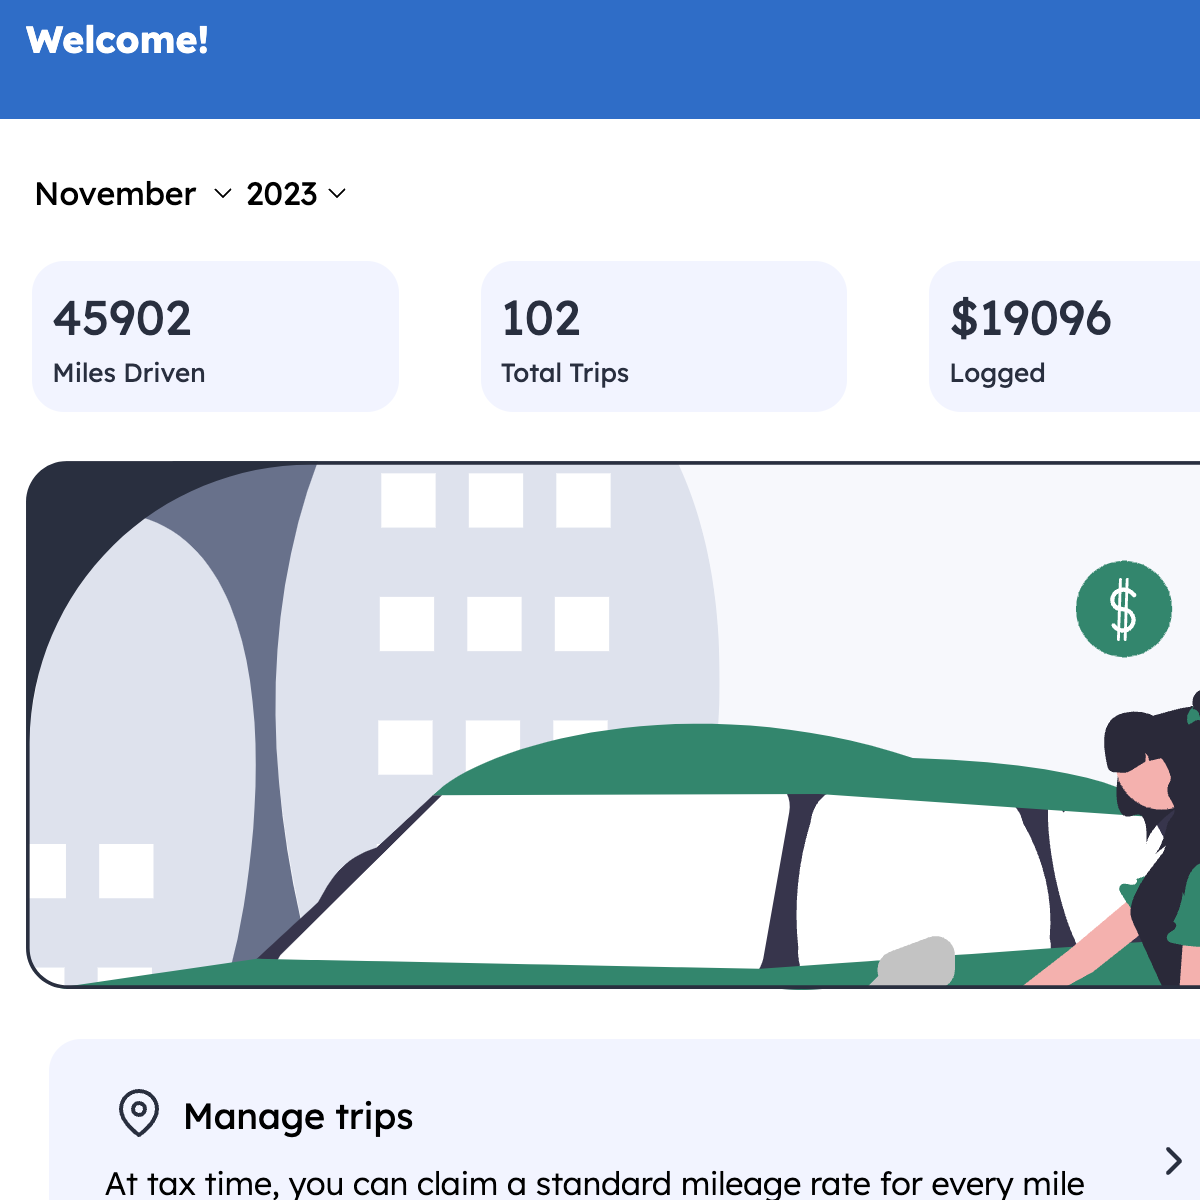 Welcome!
November 2023
45902
Miles Driven
102
Total Trips
$19096
Logged
$
Manage trips
At tax time, you can claim a standard mileage rate for every mile